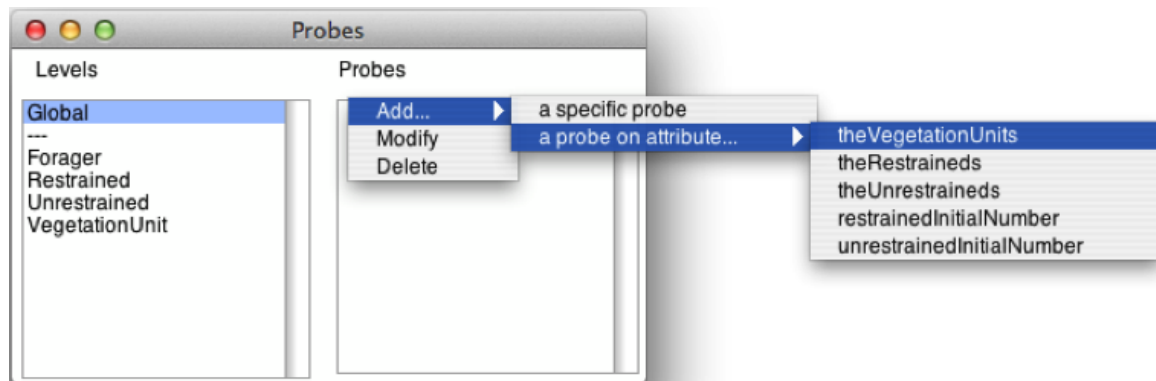 Probes
Levels
Probes
Global
---
Forager
Restrained
Unrestrained
VegetationUnit
Add...
Modify
Delete
a specific probe
a probe on attribute...
theVegetationUnits
theRestraineds
theUnrestraineds
restrainedInitialNumber
unrestrainedInitialNumber